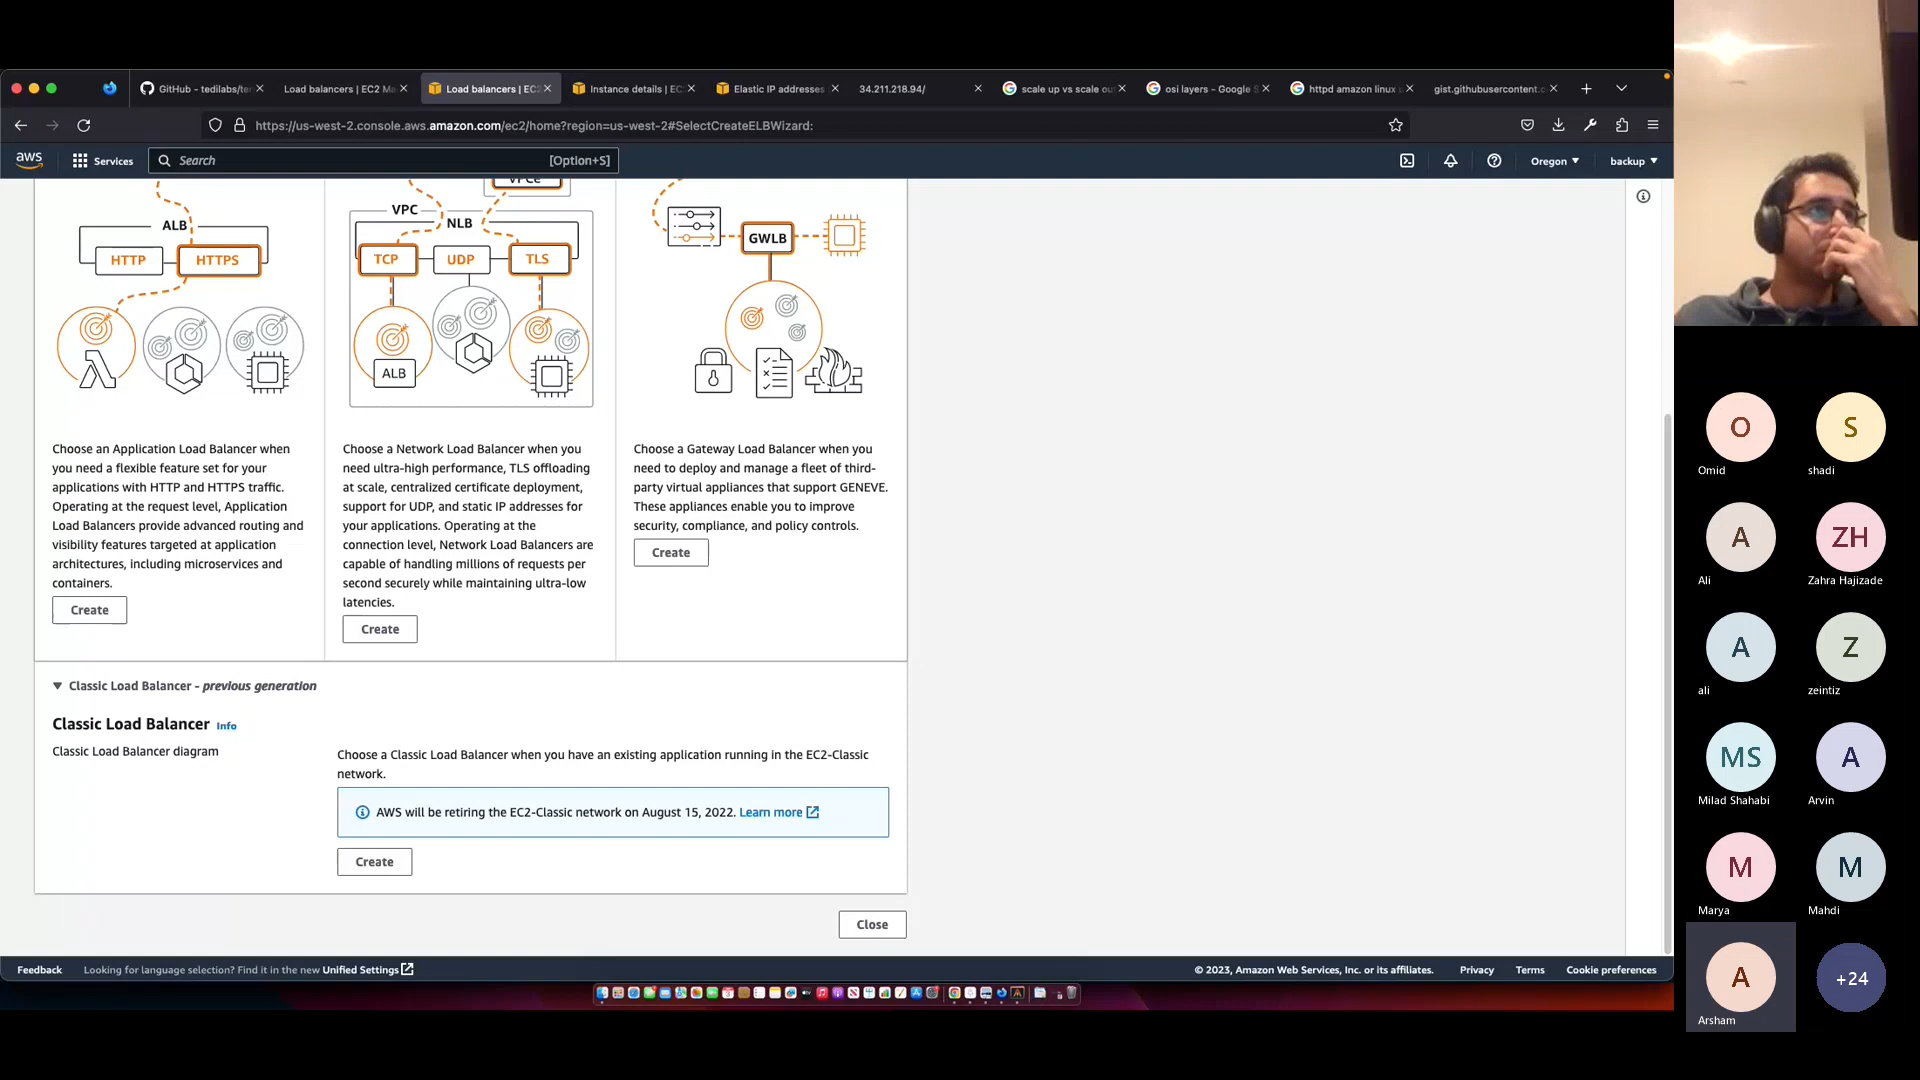 GitHub - tedilabs/te
Load balancers | EC2 Ma
Load balancers | EC2
Instance details | EC
Elastic IP addresses
34.211.218.94/
scale up vs scale ou
osi layers - Google S
httpd amazon linux
gist.githubusercontent.c
https://us-west-2.console.aws.amazon.com/ec2/home?region=us-west-2#SelectCreateELBWizard:
aws
Services
Search
[Option+S]
Oregon
backup
ALB
HTTP
HTTPS
VPCe
VPC
NLB
TCP
UDP
TLS
ALB
GWLB
Choose an Application Load Balancer when
you need a flexible feature set for your
applications with HTTP and HTTPS traffic.
Operating at the request level, Application
Load Balancers provide advanced routing and
visibility features targeted at application
architectures, including microservices and
containers.
Create
Choose a Network Load Balancer when you
need ultra-high performance, TLS offloading
at scale, centralized certificate deployment,
support for UDP, and static IP addresses for
your applications. Operating at the
connection level, Network Load Balancers are
capable of handling millions of requests per
second securely while maintaining ultra-low
latencies.
Create
Choose a Gateway Load Balancer when you
need to deploy and manage a fleet of third-
party virtual appliances that support GENEVE.
These appliances enable you to improve
security, compliance, and policy controls.
Create
Classic Load Balancer - previous generation
Classic Load Balancer Info
Classic Load Balancer diagram
Choose a Classic Load Balancer when you have an existing application running in the EC2-Classic
network.
AWS will be retiring the EC2-Classic network on August 15, 2022. Learn more
Create
Close
Feedback
Looking for language selection? Find it in the new Unified Settings
© 2023, Amazon Web Services, Inc. or its affiliates.
Privacy
Terms
Cookie preferences
O
Omid
S
shadi
A
Ali
ZH
Zahra Hajizade
A
ali
Z
zeintiz
MS
Milad Shahabi
A
Arvin
M
Marya
M
Mahdi
A
Arsham
+24